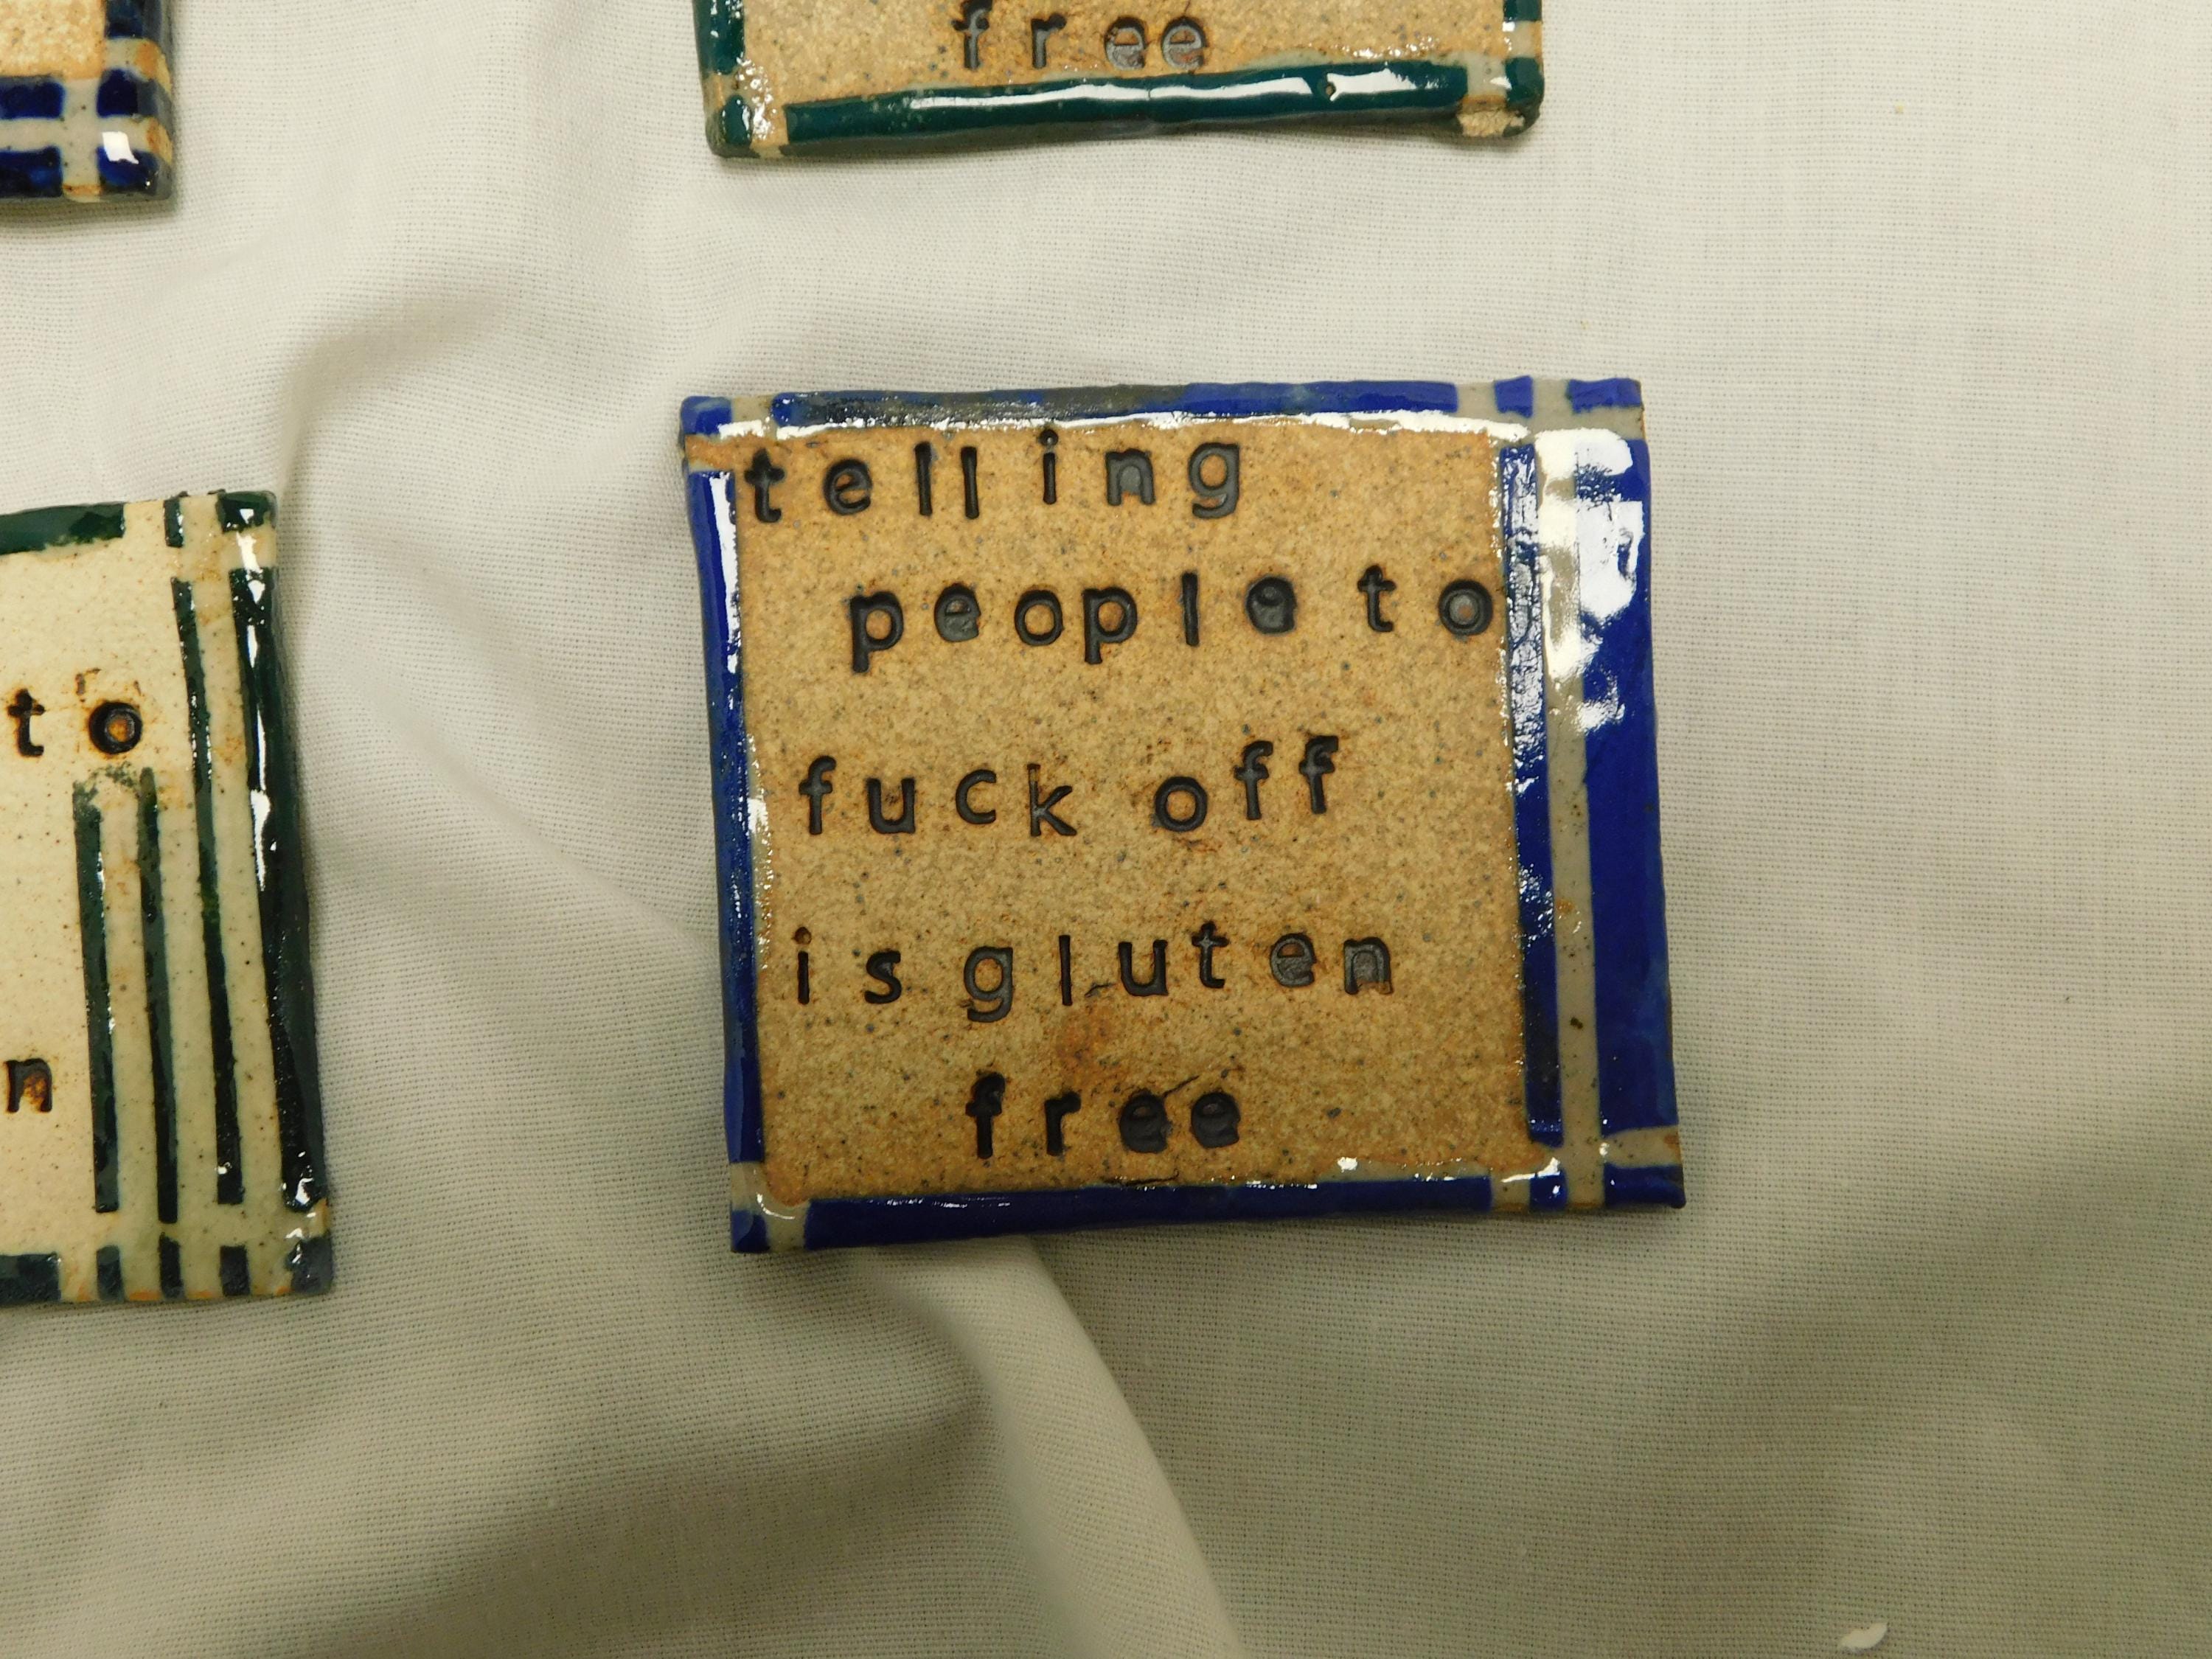 free
to
n
telling
people to
fuck off
is gluten
free